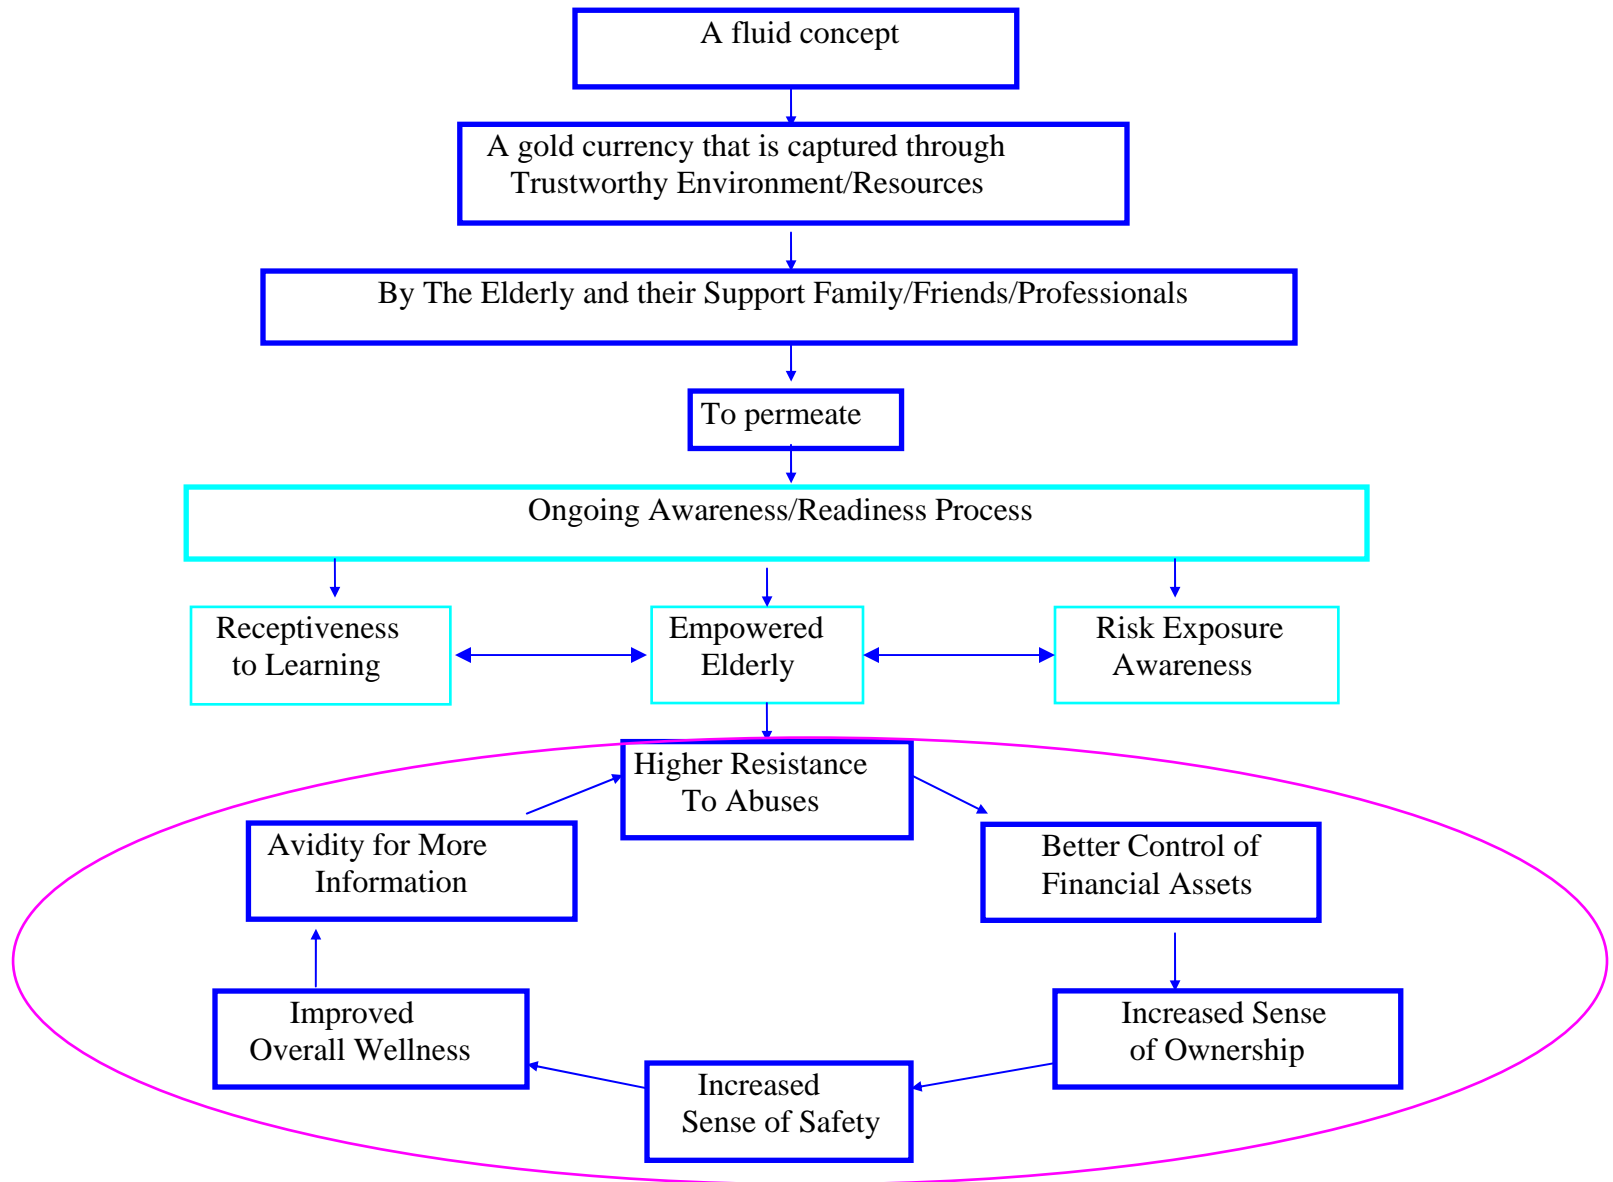 A fluid concept
A gold currency that is captured through
Trustworthy Environment/Resources
By The Elderly and their Support Family/Friends/Professionals
To permeate
Ongoing Awareness/Readiness Process
Receptiveness
to Learning
Empowered
Elderly
Risk Exposure
Awareness
Higher Resistance
To Abuses
Avidity for More
Information
Better Control of
Financial Assets
Improved
Overall Wellness
Increased Sense
of Ownership
Increased
Sense of Safety